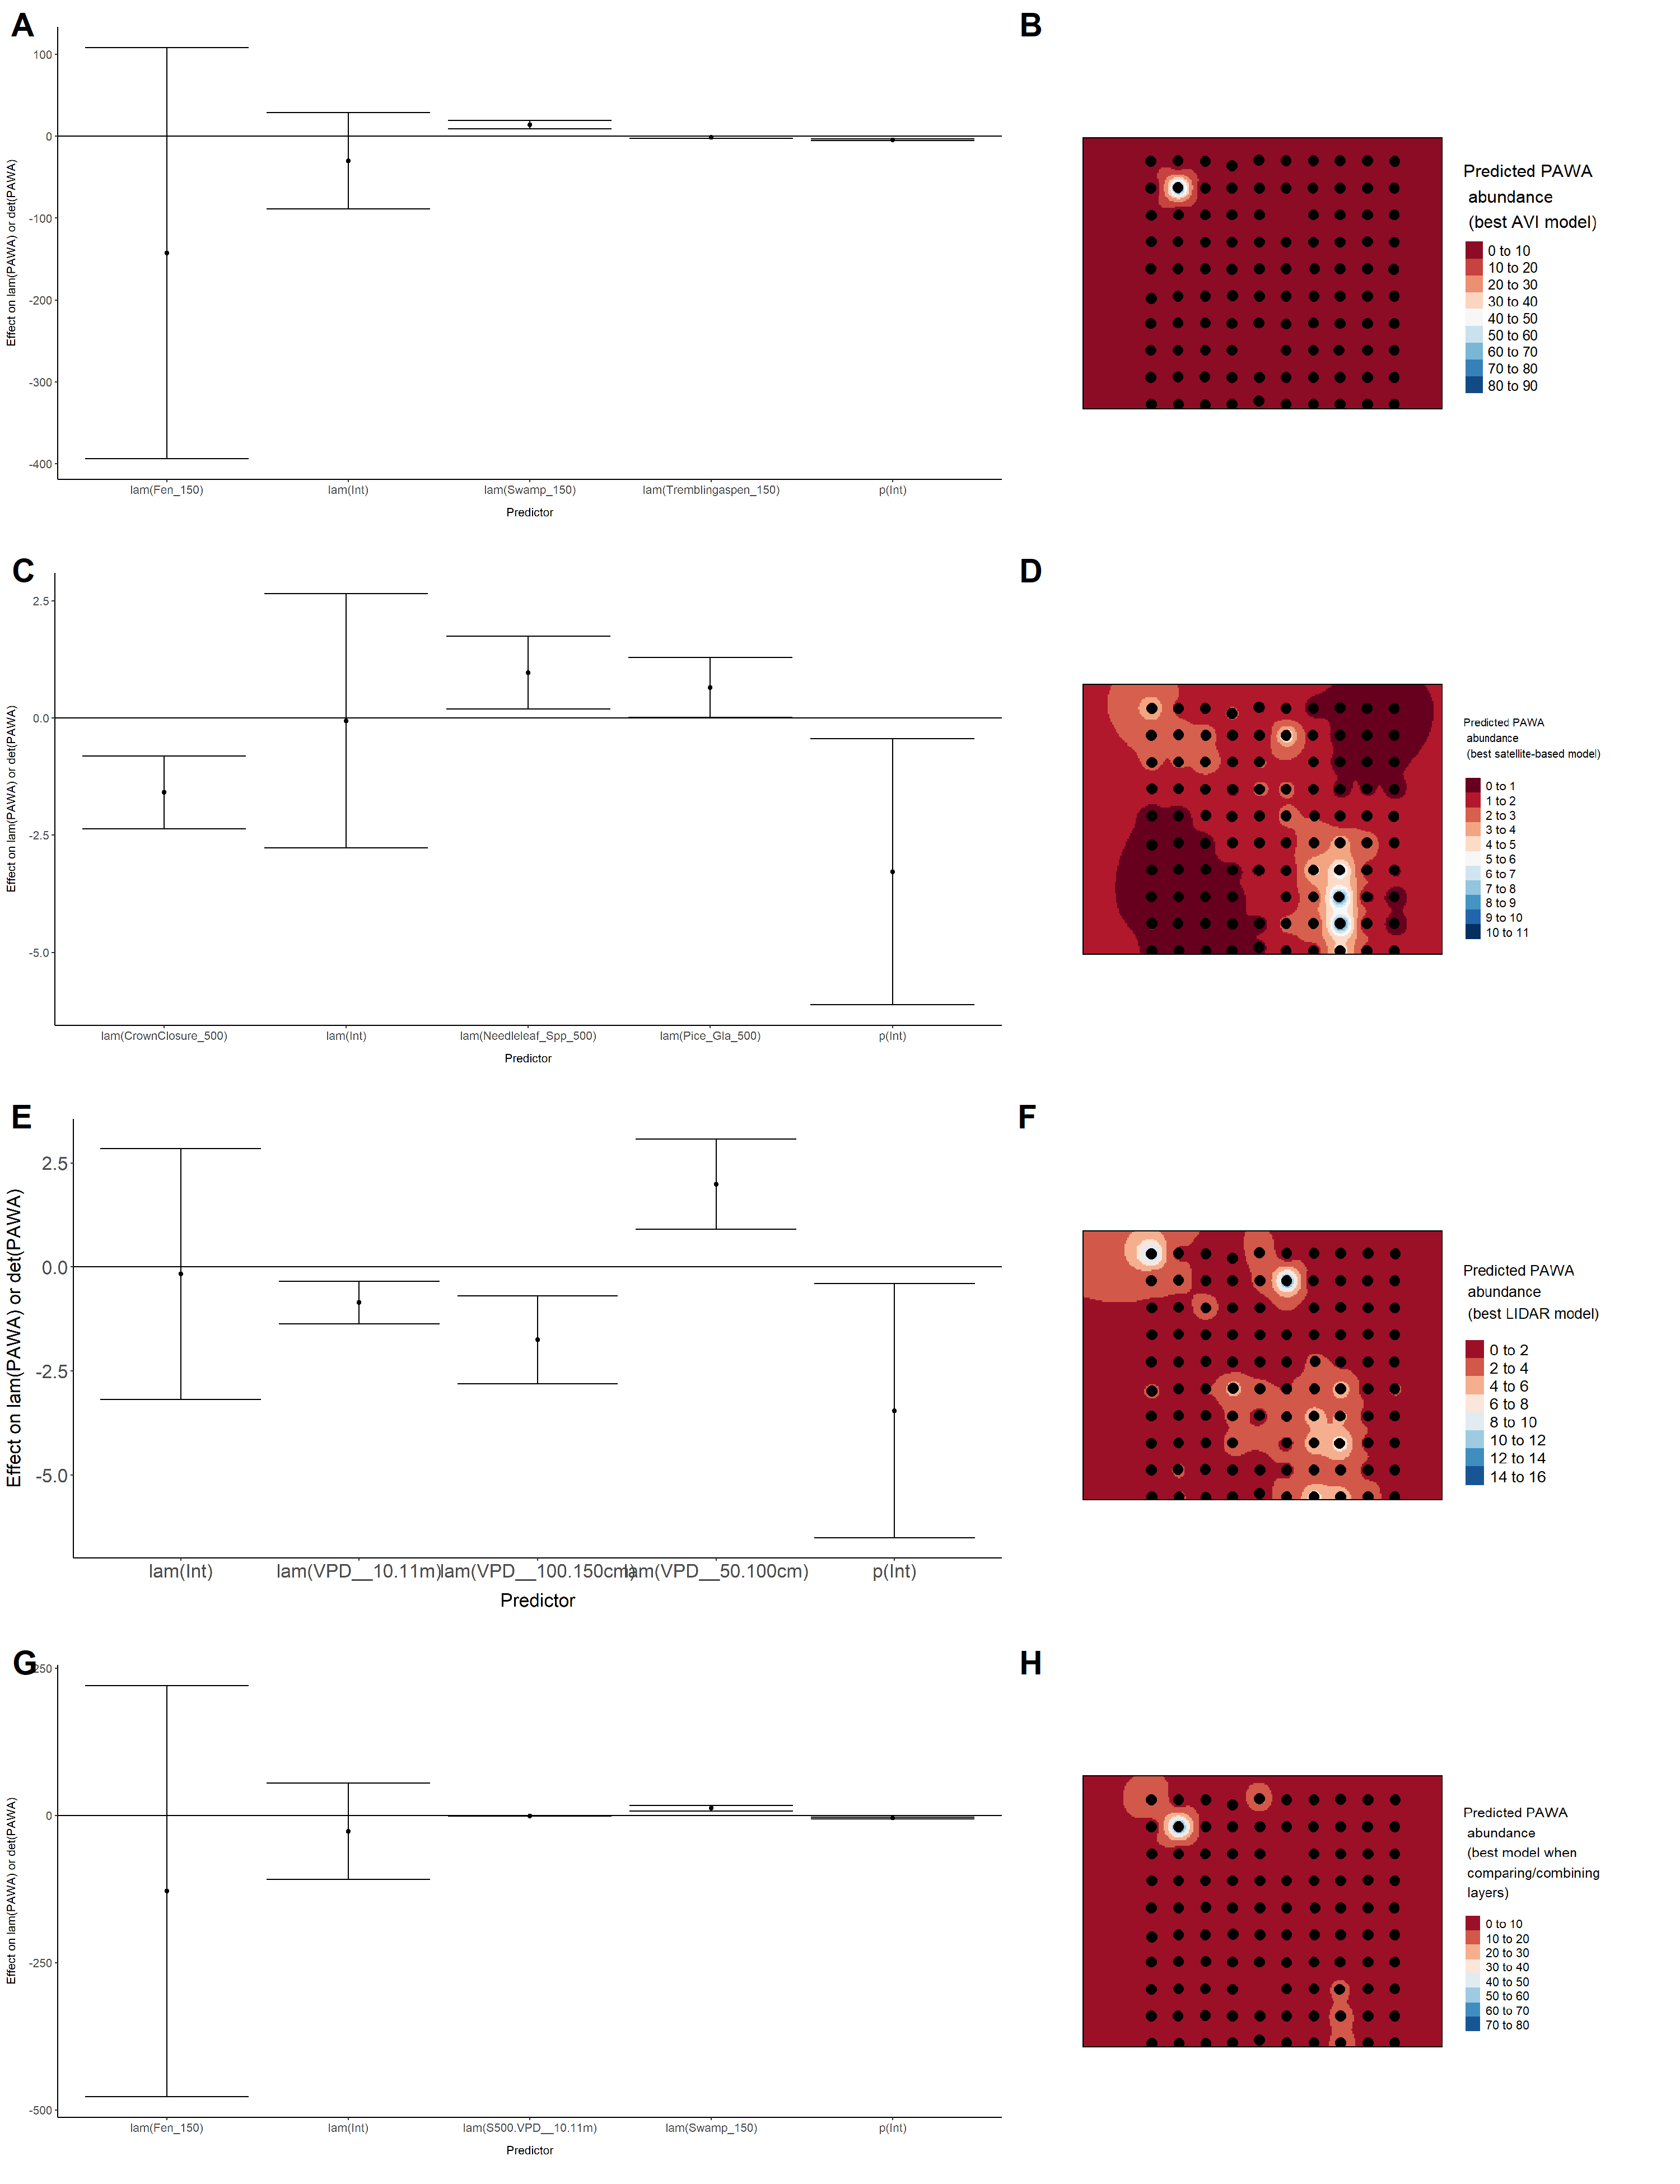 A
Effect on lam(PAWA) or det(PAWA)
100
0
-100
-200
-300
-400
lam(Fen_150)
lam(Int)
lam(Swamp_150)
lam(Tremblingaspen_150)
p(Int)
Predictor
B
Predicted PAWA
abundance
(best AVI model)
0 to 10
10 to 20
20 to 30
30 to 40
40 to 50
50 to 60
60 to 70
70 to 80
80 to 90
C
Effect on lam(PAWA) or det(PAWA)
2.5
0.0
-2.5
-5.0
lam(CrownClosure_500)
lam(Int)
lam(Needleleaf_Spp_500)
lam(Pice_Gla_500)
p(Int)
Predictor
D
Predicted PAWA
abundance
(best satellite-based model)
0 to 1
1 to 2
2 to 3
3 to 4
4 to 5
5 to 6
6 to 7
7 to 8
8 to 9
9 to 10
10 to 11
E
Effect on lam(PAWA) or det(PAWA)
2.5
0.0
-2.5
-5.0
lam(Int)
lam(VPD__10.11m)
lam(VPD__100.150cm)
lam(VPD__50.100cm)
p(Int)
Predictor
F
Predicted PAWA
abundance
(best LIDAR model)
0 to 2
2 to 4
4 to 6
6 to 8
8 to 10
10 to 12
12 to 14
14 to 16
G
Effect on lam(PAWA) or det(PAWA)
250
0
-250
-500
lam(Fen_150)
lam(Int)
lam(S500.VPD__10.11m)
lam(Swamp_150)
p(Int)
Predictor
H
Predicted PAWA
abundance
(best model when
comparing/combining
layers)
0 to 10
10 to 20
20 to 30
30 to 40
40 to 50
50 to 60
60 to 70
70 to 80